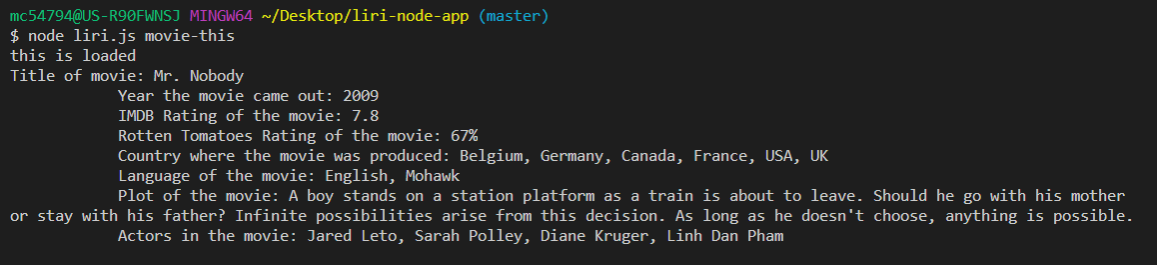 mc54794@US-R90FWNSJ MINGW64 ~/Desktop/liri-node-app (master)
$ node liri.js movie-this
this is loaded
Title of movie: Mr. Nobody
Year the movie came out: 2009
IMDB Rating of the movie: 7.8
Rotten Tomatoes Rating of the movie: 67%
Country where the movie was produced: Belgium, Germany, Canada, France, USA, UK
Language of the movie: English, Mohawk
Plot of the movie: A boy stands on a station platform as a train is about to leave. Should he go with his mother
or stay with his father? Infinite possibilities arise from this decision. As long as he doesn't choose, anything is possible.
Actors in the movie: Jared Leto, Sarah Polley, Diane Kruger, Linh Dan Pham